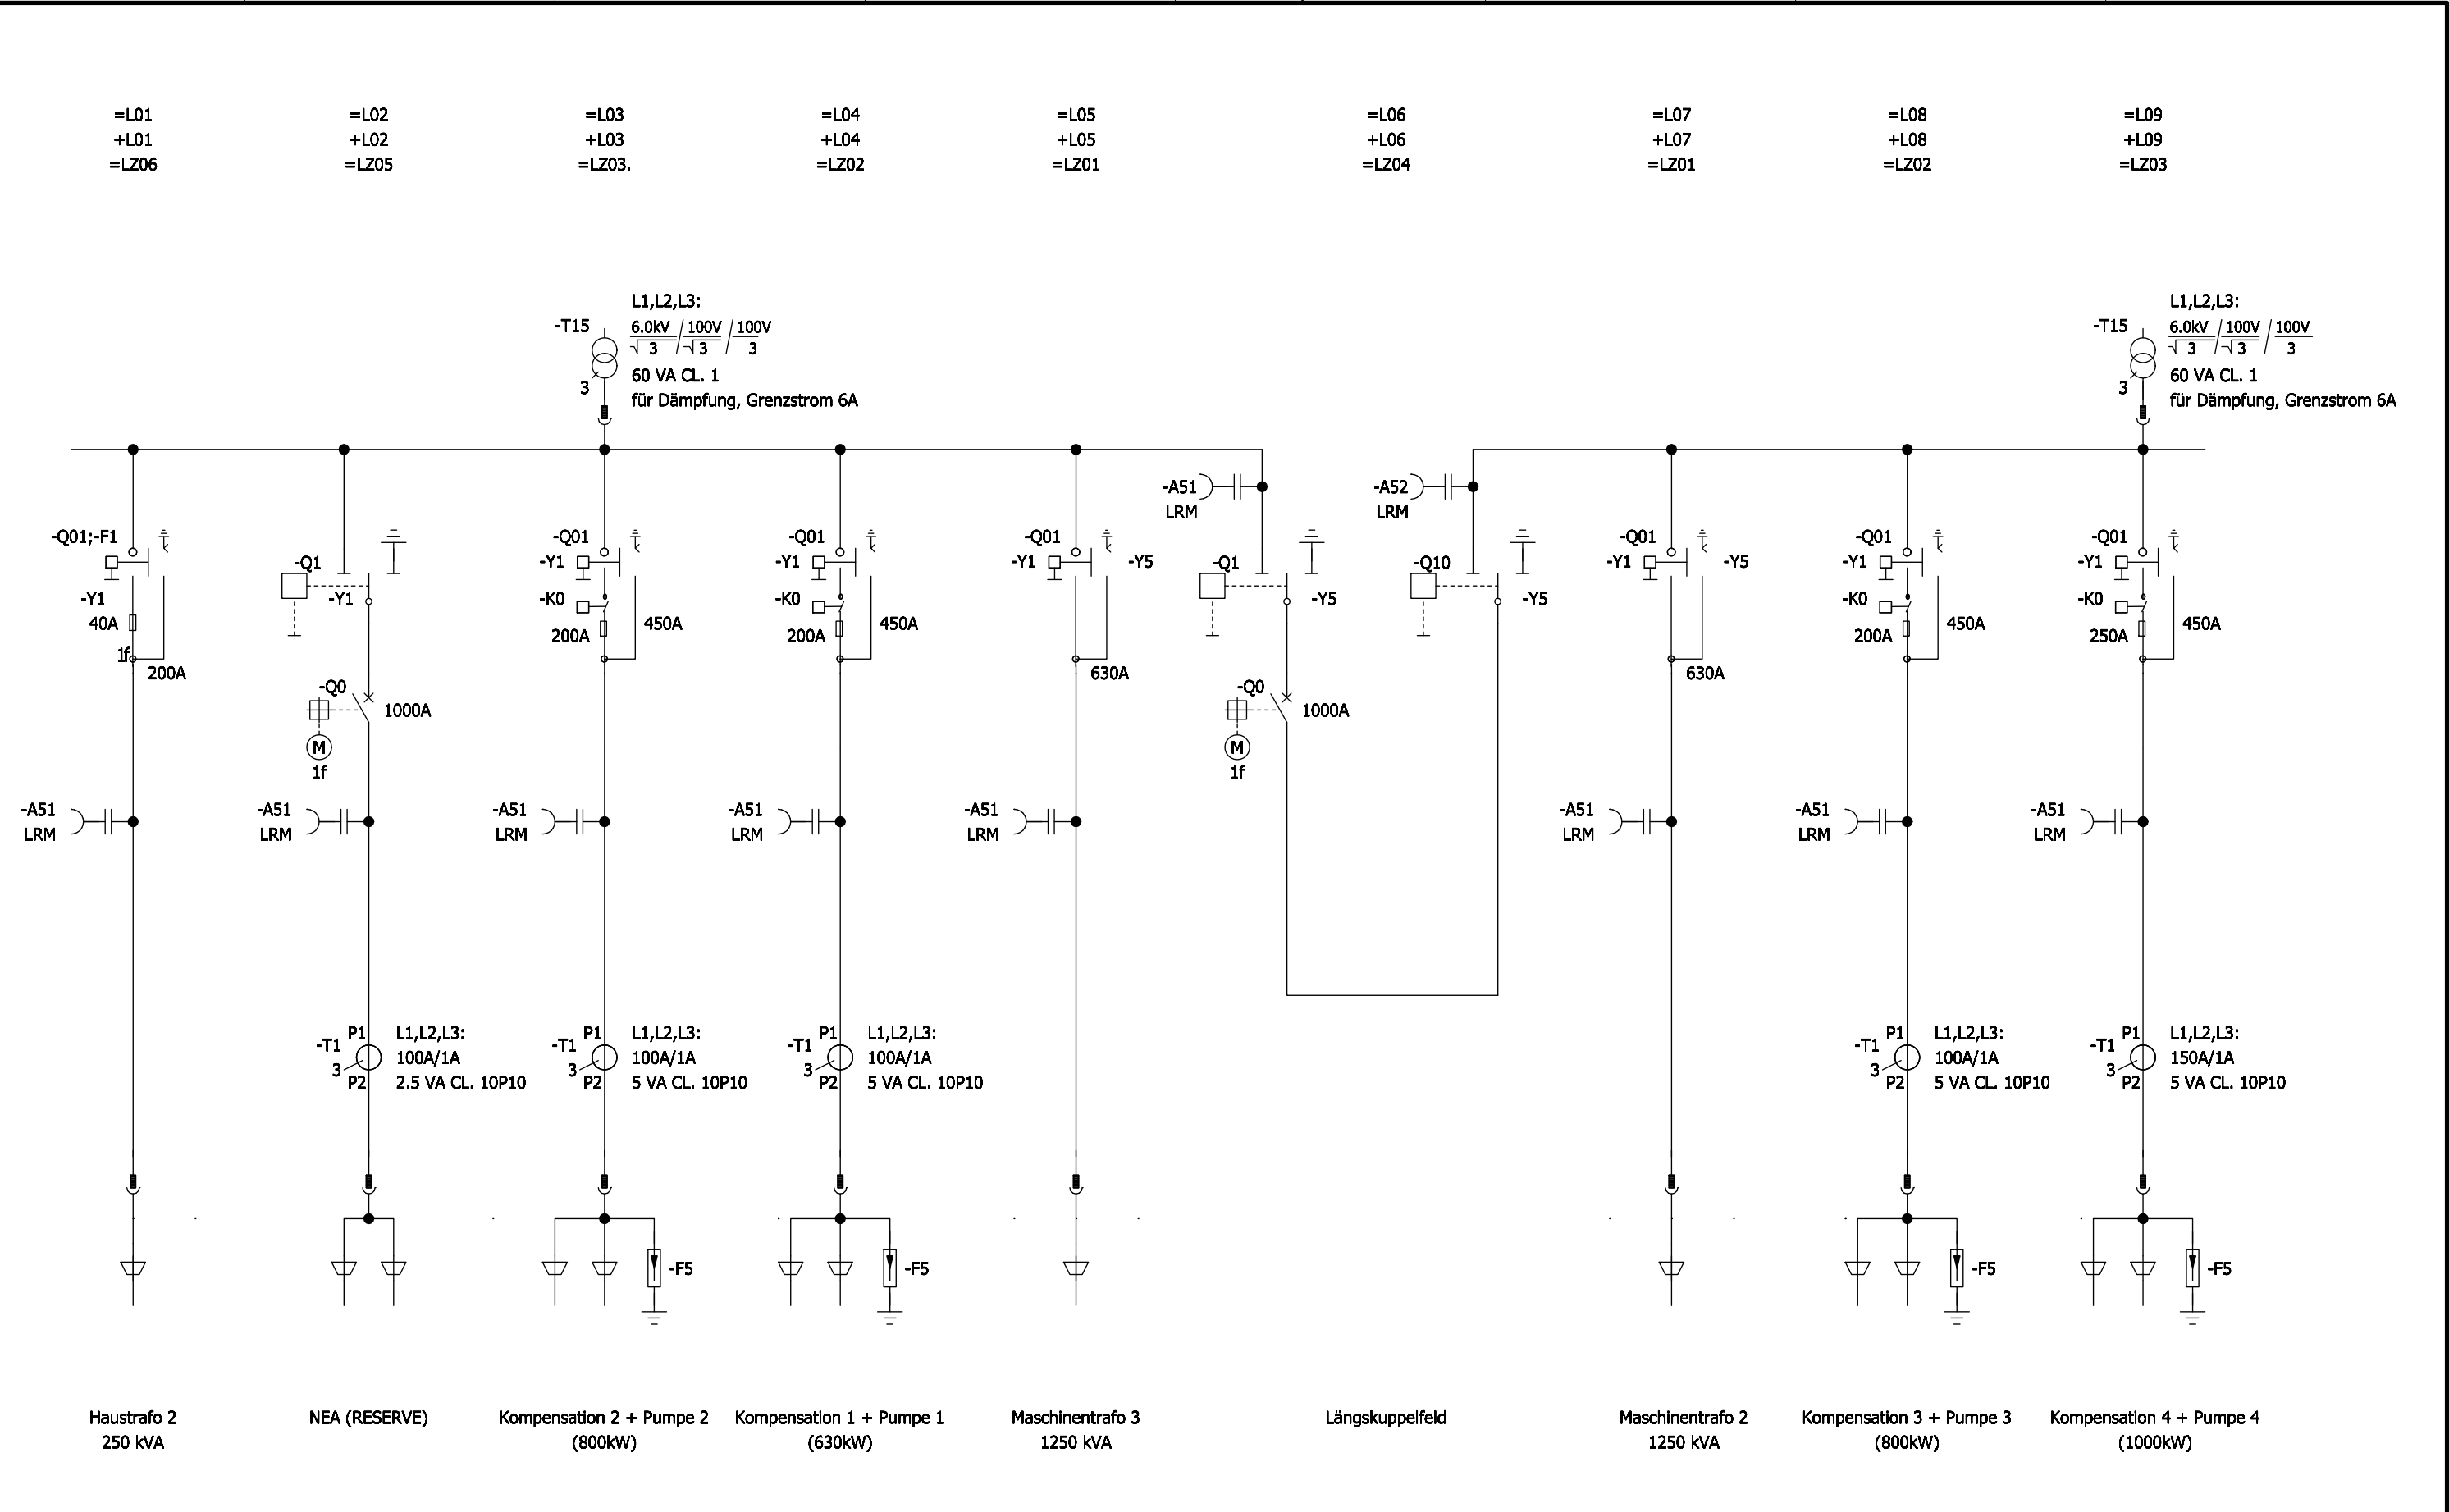 =L01
+L01
=LZ06
=L02
+L02
=LZ05
=L03
+L03
=LZ03.
=L04
+L04
=LZ02
=L05
+L05
=LZ01
=L06
+L06
=LZ04
=L07
+L07
=LZ01
=L08
+L08
=LZ02
=L09
+L09
=LZ03
-T15
3
L1,L2,L3:
6.0kV/√3 / 100V/√3 / 100V/3
60 VA CL. 1
für Dämpfung, Grenzstrom 6A
-T15
3
L1,L2,L3:
6.0kV/√3 / 100V/√3 / 100V/3
60 VA CL. 1
für Dämpfung, Grenzstrom 6A
-Q01;-F1
-Y1
40A
1f
200A
-A51
LRM
Haustrafo 2
250 kVA
-Q1
-Y1
-Q0
1000A
M
1f
-A51
LRM
-T1
P1
3
P2
L1,L2,L3:
100A/1A
2.5 VA CL. 10P10
NEA (RESERVE)
-Q01
-Y1
-K0
200A
450A
-A51
LRM
-T1
P1
3
P2
L1,L2,L3:
100A/1A
5 VA CL. 10P10
-F5
Kompensation 2 + Pumpe 2
(800kW)
-Q01
-Y1
-K0
200A
450A
-A51
LRM
-T1
P1
3
P2
L1,L2,L3:
100A/1A
5 VA CL. 10P10
-F5
Kompensation 1 + Pumpe 1
(630kW)
-Q01
-Y1
-Y5
630A
-A51
LRM
Maschinentrafo 3
1250 kVA
-A51
LRM
-Q1
-Y5
-Q0
1000A
M
1f
-A52
LRM
-Q10
-Y5
Längskuppelfeld
-Q01
-Y1
-Y5
630A
-A51
LRM
Maschinentrafo 2
1250 kVA
-Q01
-Y1
-K0
200A
450A
-A51
LRM
-T1
P1
3
P2
L1,L2,L3:
100A/1A
5 VA CL. 10P10
-F5
Kompensation 3 + Pumpe 3
(800kW)
-Q01
-Y1
-K0
250A
450A
-A51
LRM
-T1
P1
3
P2
L1,L2,L3:
150A/1A
5 VA CL. 10P10
-F5
Kompensation 4 + Pumpe 4
(1000kW)